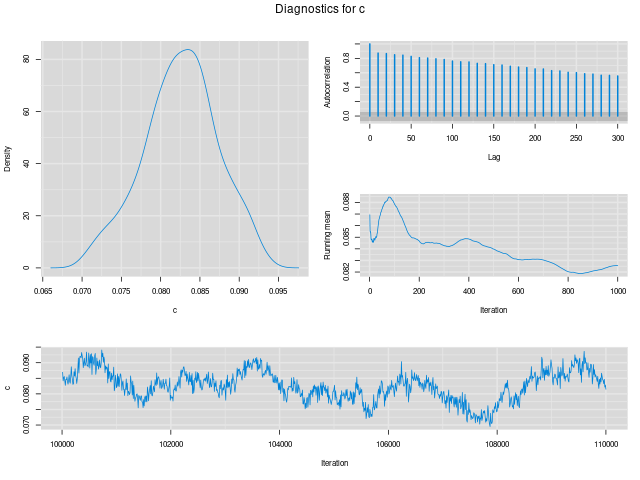 Diagnostics for c
Density
80
60
40
20
0
0.065 0.070 0.075 0.080 0.085 0.090 0.095
c
Autocorrelation
0.8
0.4
0.0
0 50 100 150 200 250 300
Lag
Running mean
0.088
0.085
0.082
0 200 400 600 800 1000
Iteration
c
0.090
0.080
0.070
100000 102000 104000 106000 108000 110000
Iteration